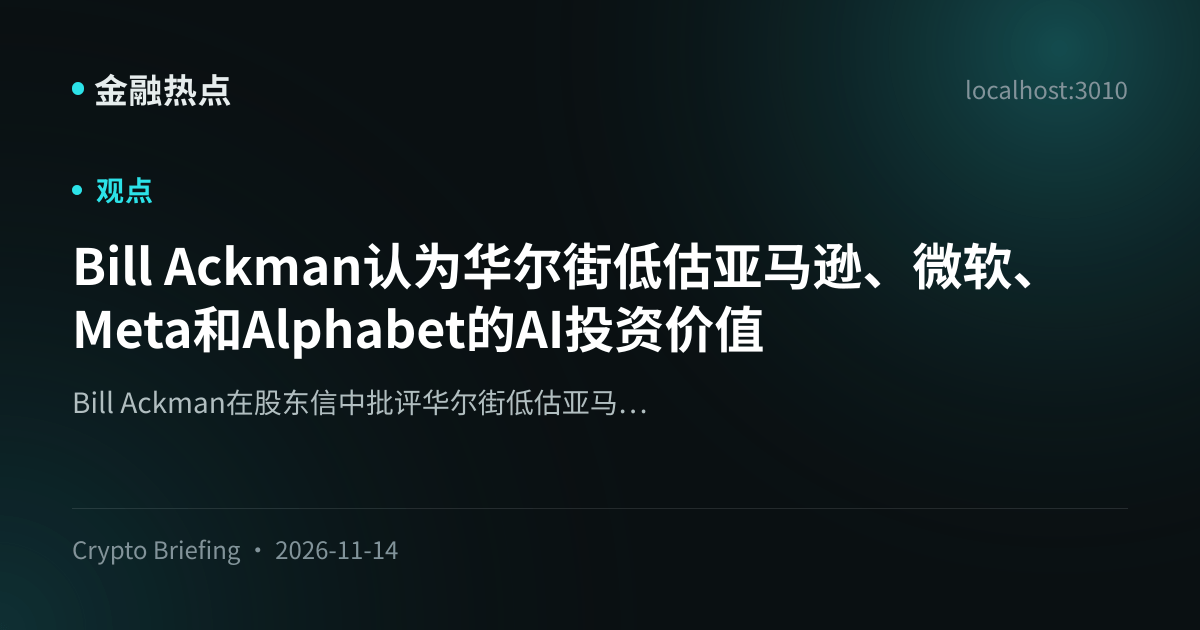 金融热点
localhost:3010
观点
Bill Ackman认为华尔街低估亚马逊、微软、
Meta和Alphabet的AI投资价值
Bill Ackman在股东信中批评华尔街低估亚马...
Crypto Briefing · 2026-11-14